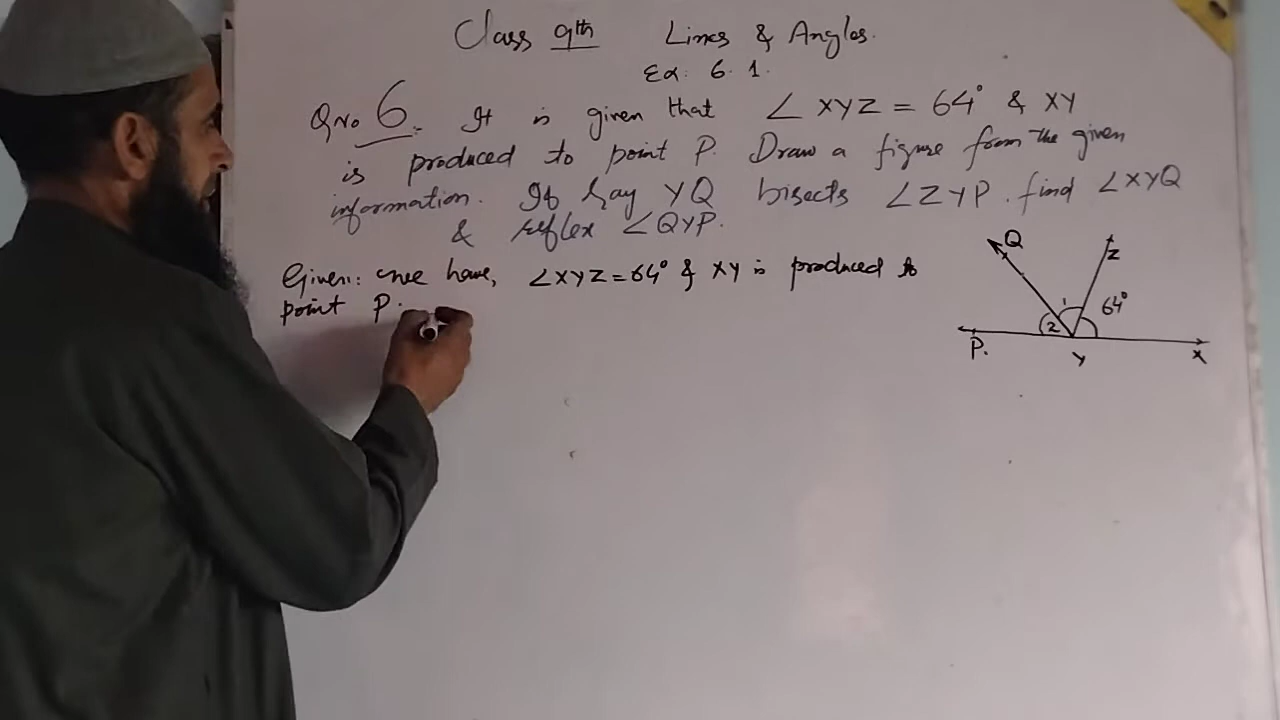 Class 9th Lines & Angles.
Ex: 6.1.
Q No 6. It is given that ∠XYZ = 64° & XY
is produced to point P. Draw a figure from the given
information. If Ray YQ bisects ∠ZYP. find ∠XYQ
& reflex ∠QYP.
Given: we have, ∠XYZ = 64° & XY is produced to
point P.
Q
Z
1
64°
2
P.
Y
X